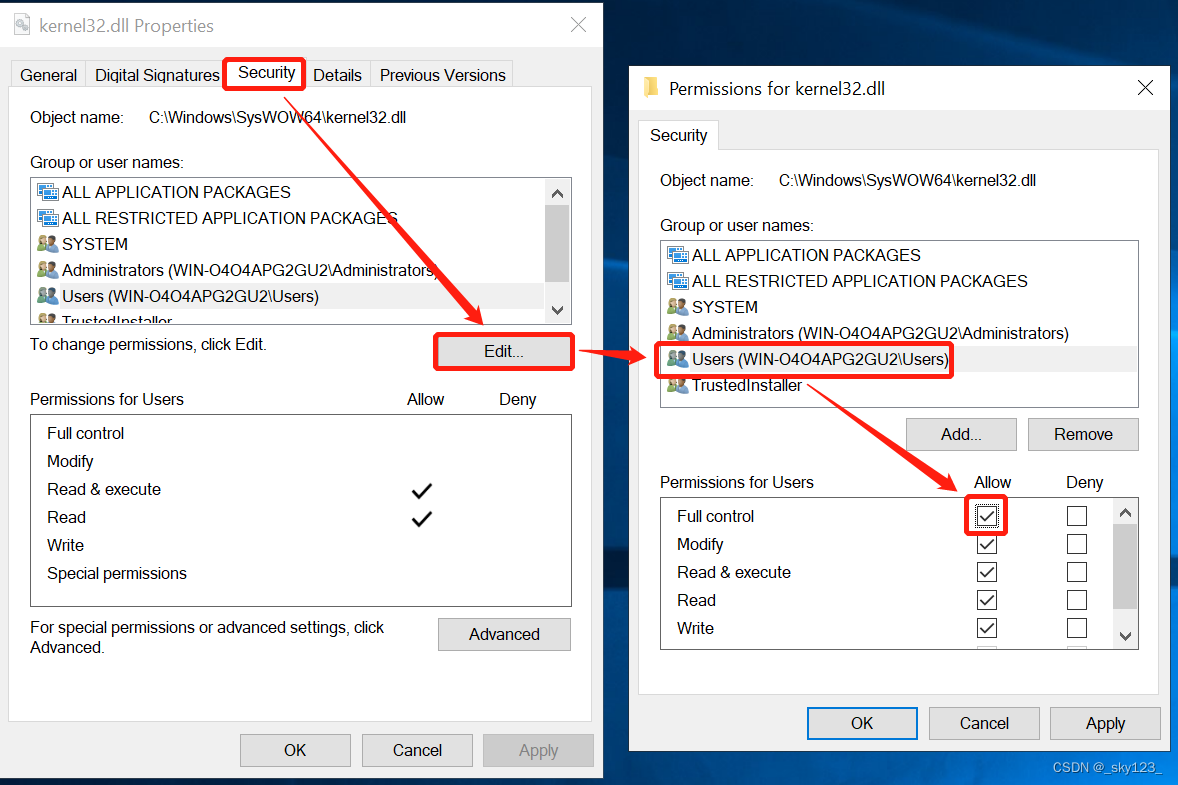 kernel32.dll Properties
General
Digital Signatures
Security
Details
Previous Versions
Object name: C:\Windows\SysWOW64\kernel32.dll
Group or user names:
ALL APPLICATION PACKAGES
ALL RESTRICTED APPLICATION PACKAGES
SYSTEM
Administrators (WIN-O4O4APG2GU2\Administrators)
Users (WIN-O4O4APG2GU2\Users)
TrustedInstaller
To change permissions, click Edit.
Edit...
Permissions for Users Allow Deny
Full control
Modify
Read & execute
Read
Write
Special permissions
For special permissions or advanced settings, click
Advanced.
Advanced
OK
Cancel
Apply
Permissions for kernel32.dll
Security
Object name: C:\Windows\SysWOW64\kernel32.dll
Group or user names:
ALL APPLICATION PACKAGES
ALL RESTRICTED APPLICATION PACKAGES
SYSTEM
Administrators (WIN-O4O4APG2GU2\Administrators)
Users (WIN-O4O4APG2GU2\Users)
TrustedInstaller
Add...
Remove
Permissions for Users Allow Deny
Full control
Modify
Read & execute
Read
Write
OK
Cancel
Apply
CSDN @_sky123_